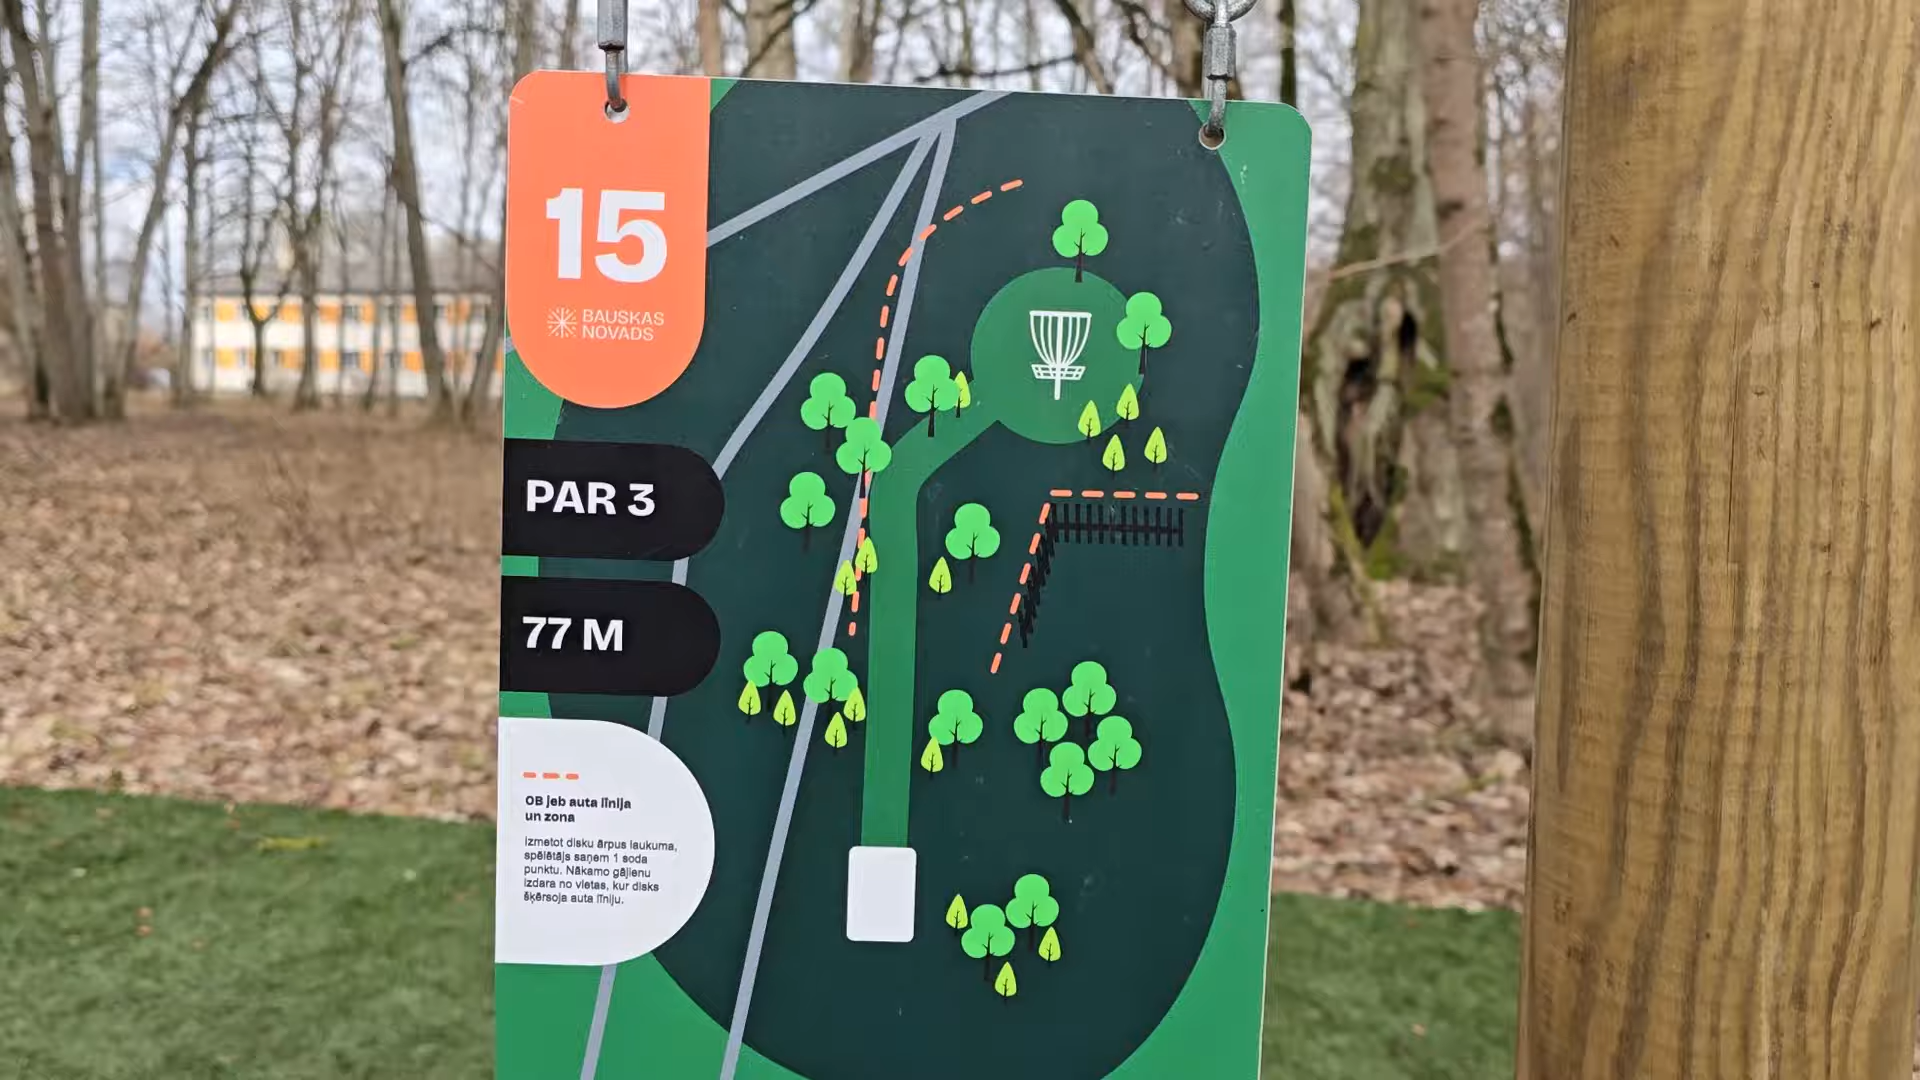 15
BAUSKAS
NOVADS
PAR 3
77 M
OB jeb auta līnija
un zona
Izmetot disku ārpus laukuma,
spēlētājs saņem 1 soda
punktu. Nākamo gājienu
izdara no vietas, kur disks
šķērsoja auta līniju.